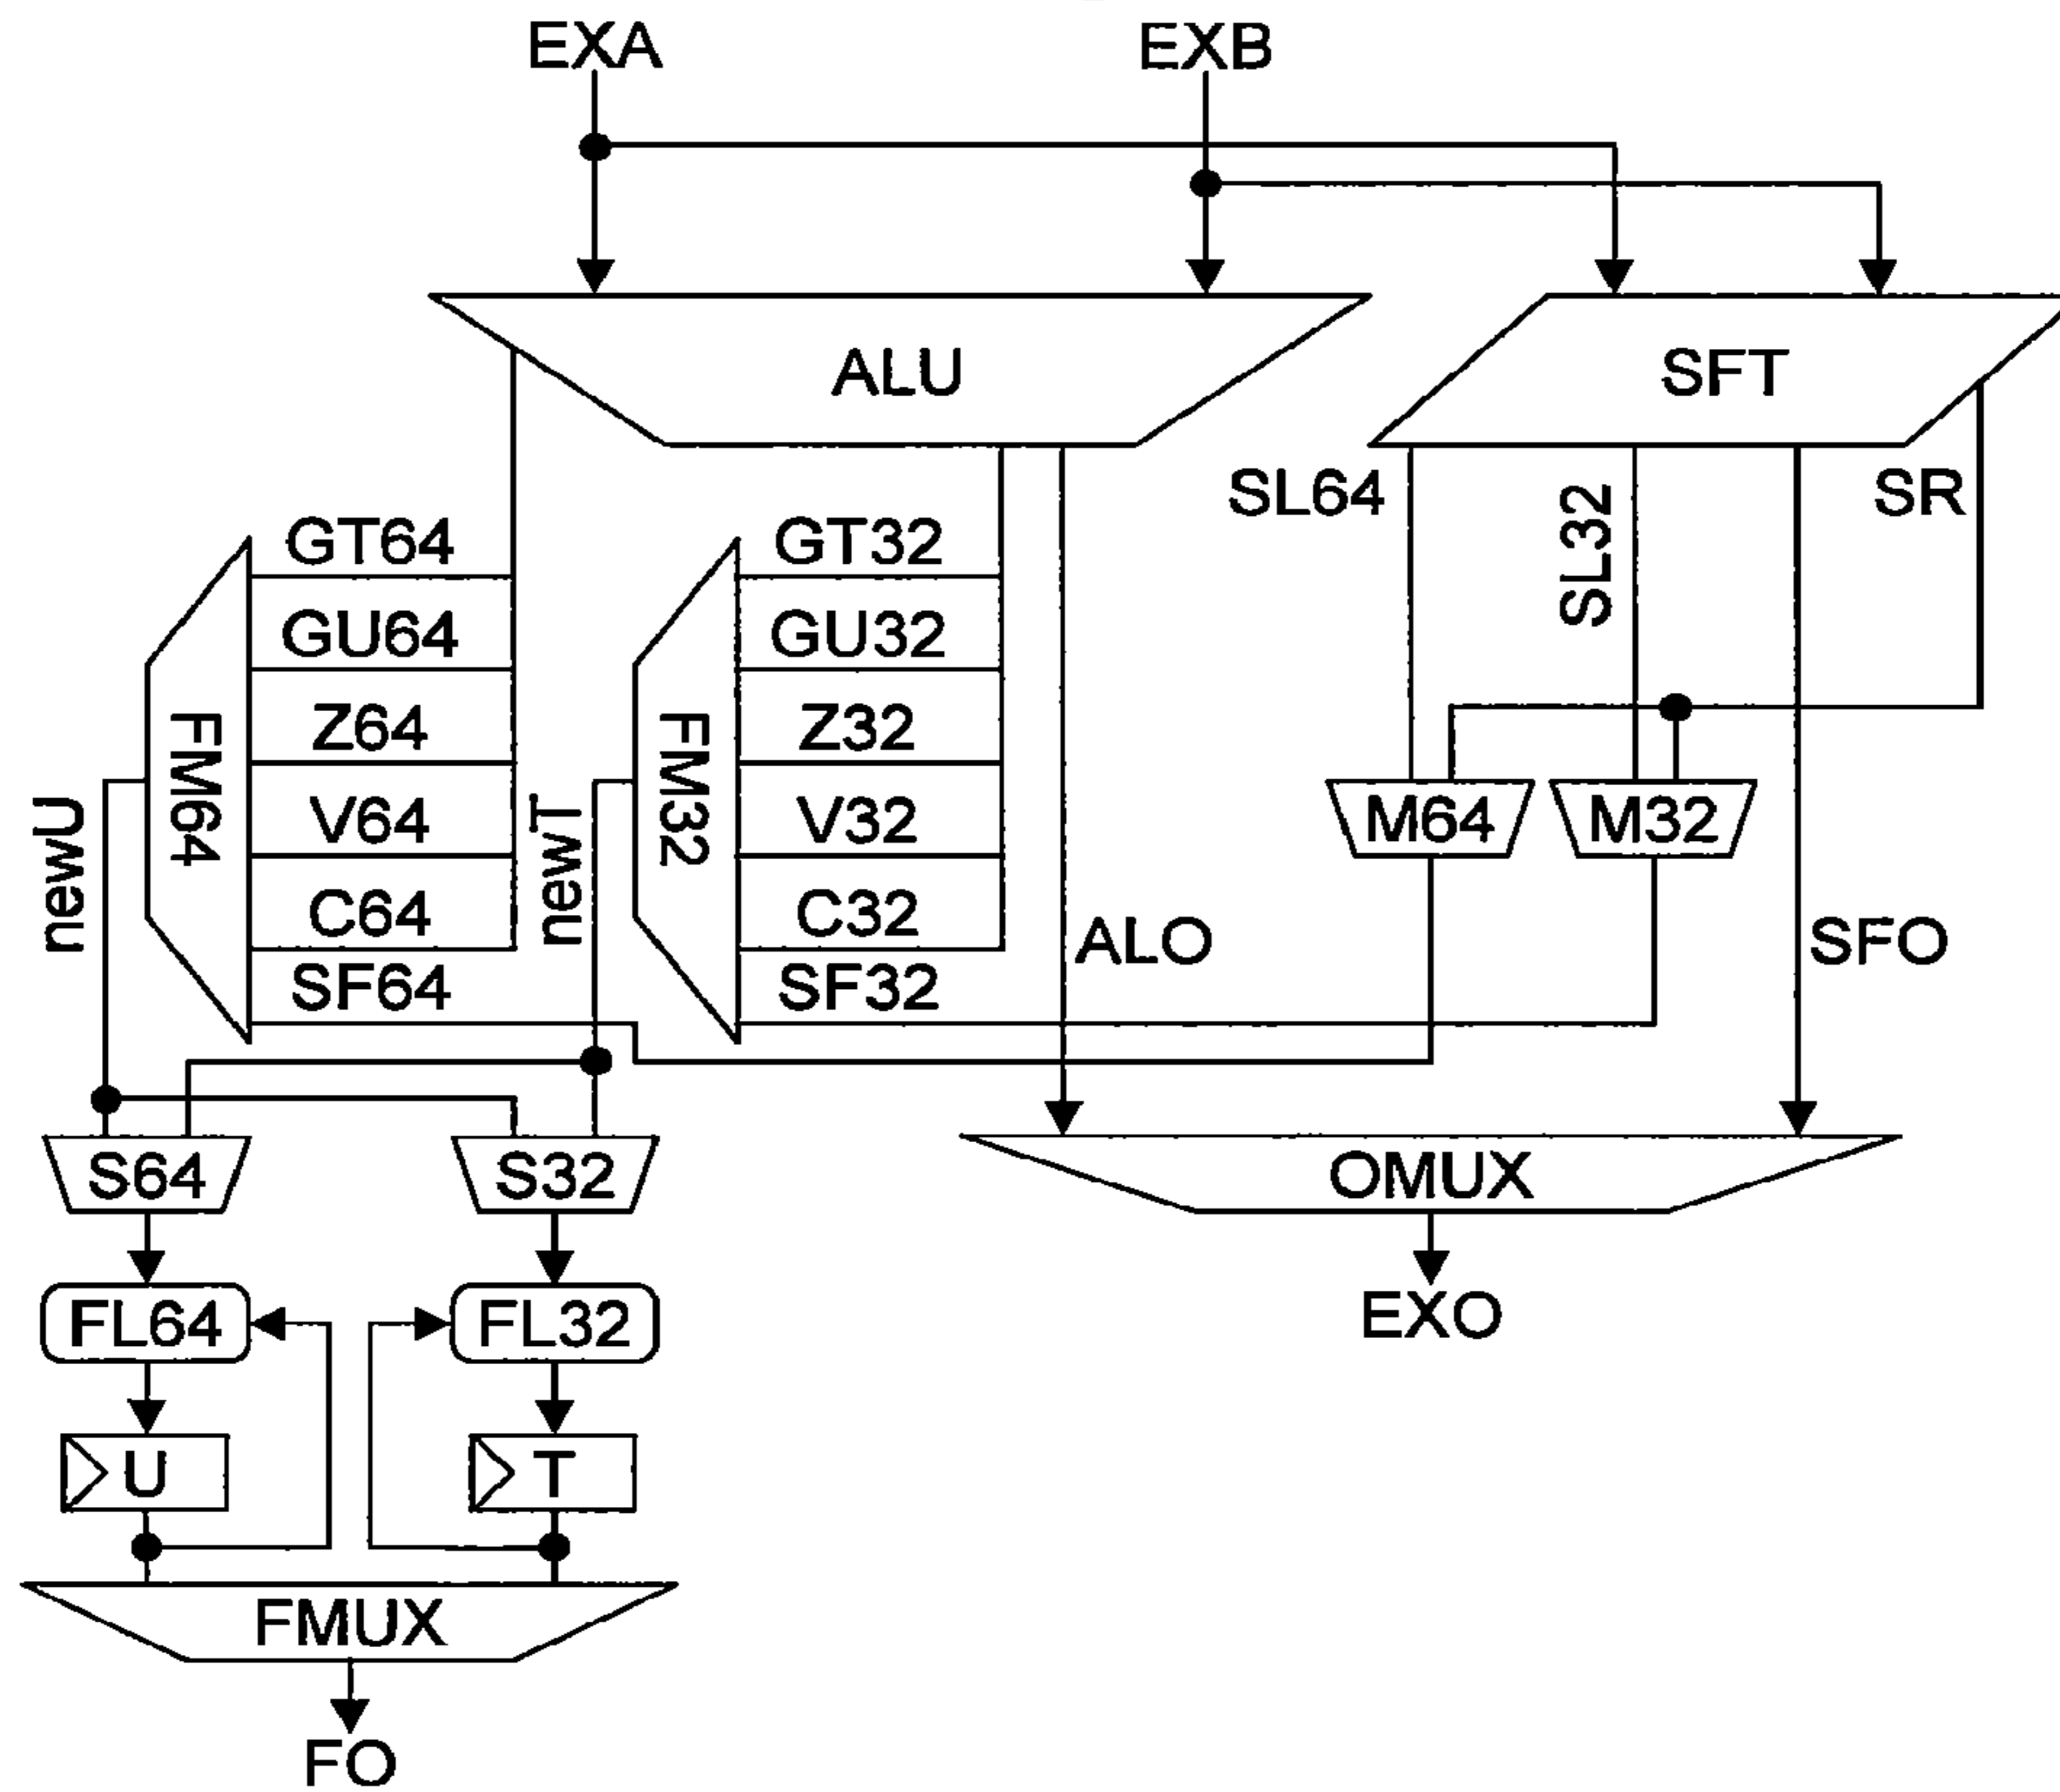 EXA
EXB
ALU
SFT
SL64
SL32
SR
GT64
GT32
GU64
GU32
Z64
Z32
FM64
FM32
newU
newT
V64
V32
M64
M32
C64
C32
ALO
SFO
SF64
SF32
S64
S32
OMUX
FL64
FL32
EXO
U
T
FMUX
FO